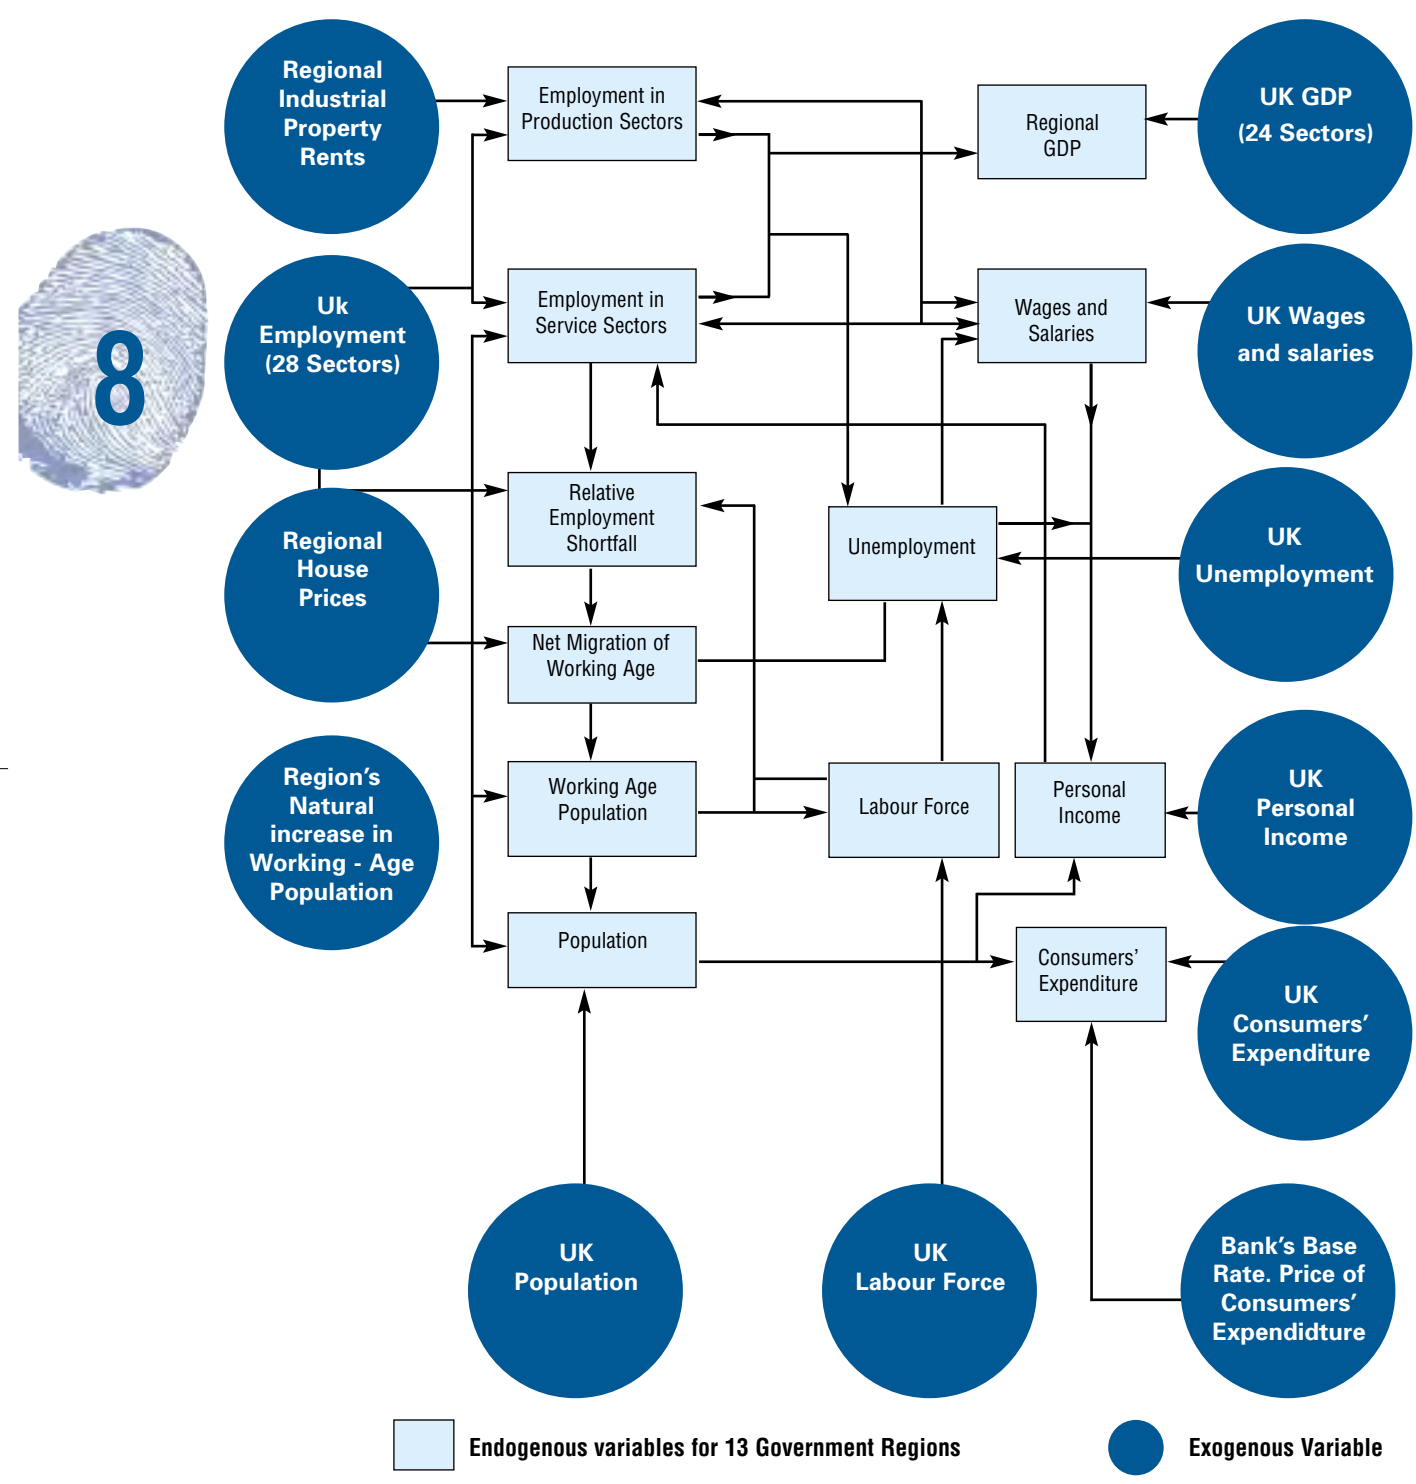 Regional
Industrial
Property
Rents
Employment in
Production Sectors
Regional
GDP
UK GDP
(24 Sectors)
Uk
Employment
(28 Sectors)
Employment in
Service Sectors
Wages and
Salaries
UK Wages
and salaries
8
Relative
Employment
Shortfall
Unemployment
UK
Unemployment
Regional
House
Prices
Net Migration of
Working Age
Region's
Natural
increase in
Working - Age
Population
Working Age
Population
Labour Force
Personal
Income
UK
Personal
Income
Population
Consumers'
Expenditure
UK
Consumers'
Expenditure
UK
Population
UK
Labour Force
Bank's Base
Rate. Price of
Consumers'
Expendidture
Endogenous variables for 13 Government Regions
Exogenous Variable